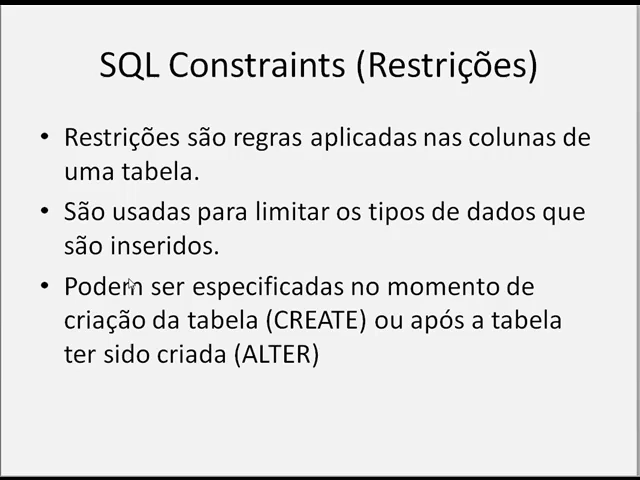 SQL Constraints (Restrições)
• Restrições são regras aplicadas nas colunas de
uma tabela.
• São usadas para limitar os tipos de dados que
são inseridos.
• Podem ser especificadas no momento de
criação da tabela (CREATE) ou após a tabela
ter sido criada (ALTER)